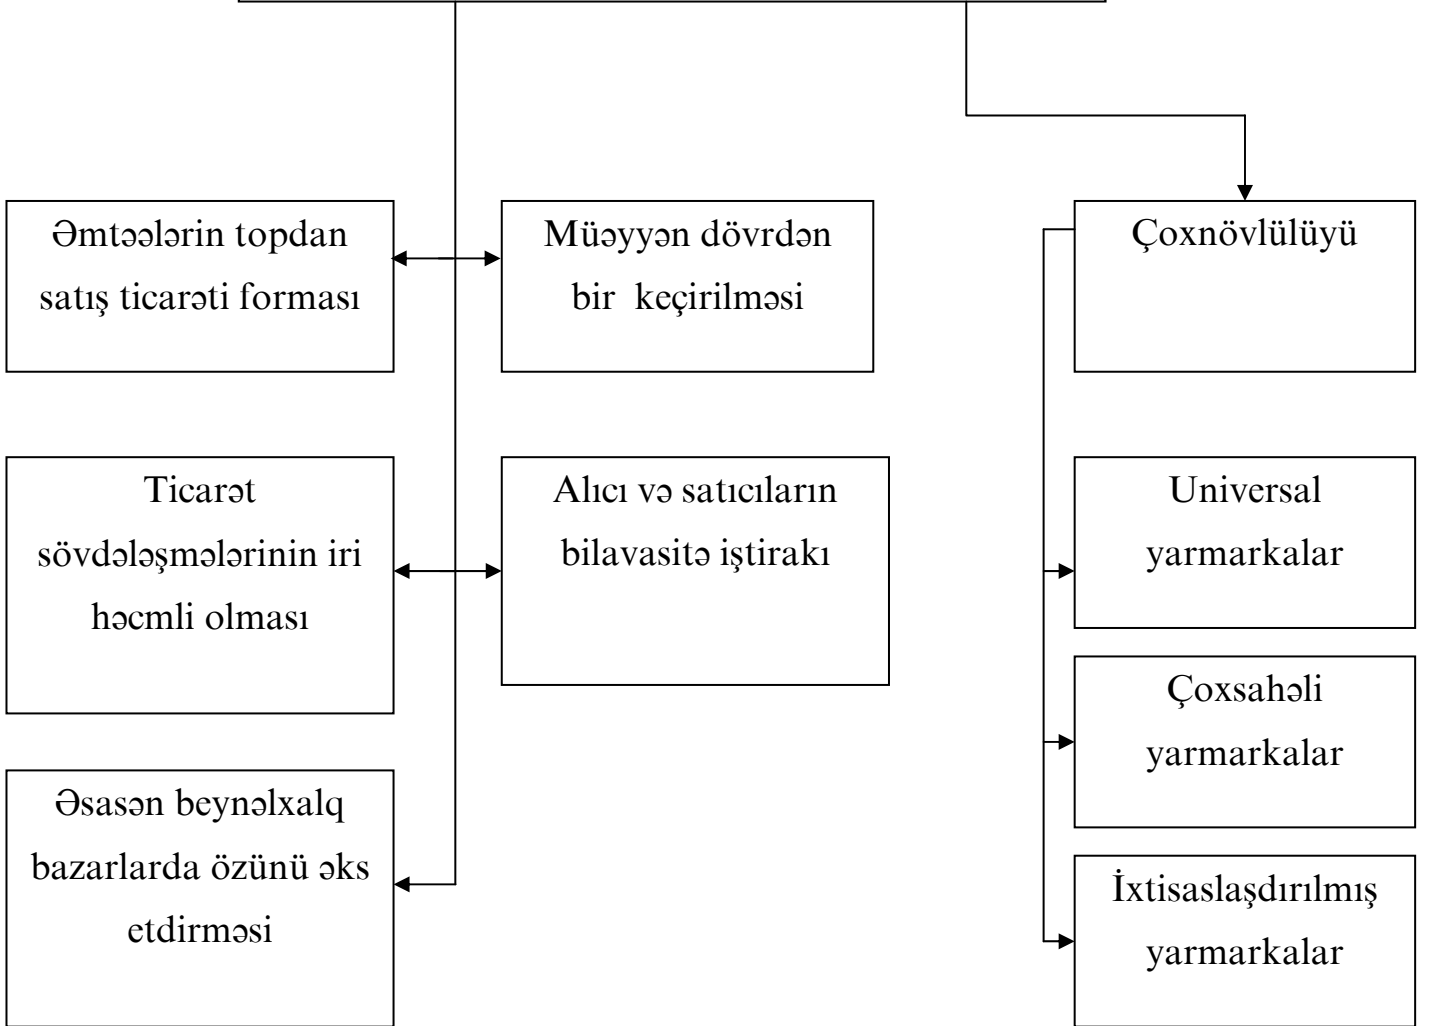 Əmtəələrin topdan
satış ticarəti forması
Müəyyən dövrdən
bir keçirilməsi
Çoxnövlülüyü
Ticarət
sövdələşmələrinin iri
həcmli olması
Alıcı və satıcıların
bilavasitə iştirakı
Universal
yarmarkalar
Çoxsahəli
yarmarkalar
Əsasən beynəlxalq
bazarlarda özünü əks
etdirməsi
İxtisaslaşdırılmış
yarmarkalar